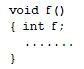 void f()
{ int f;
  .......
}